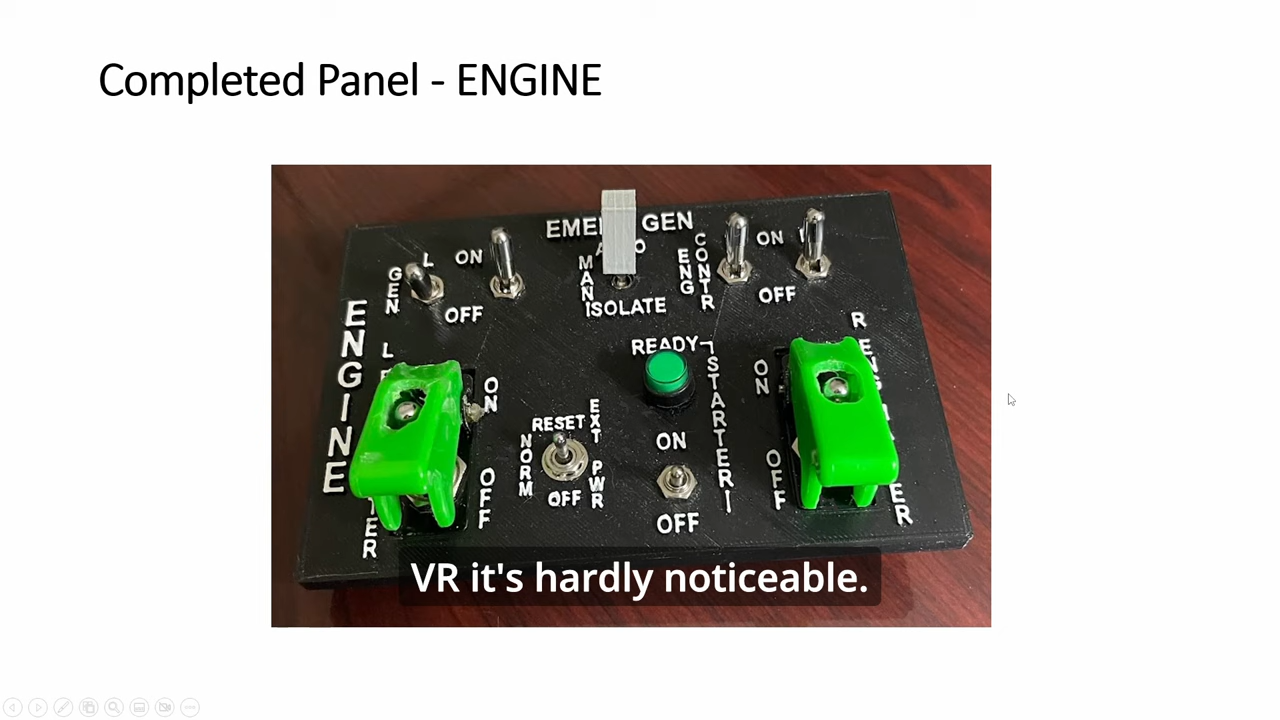 Completed Panel - ENGINE
EMER GEN
ON
L
GEN
OFF
MAN
ISOLATE
ENG
CONTR
ON
OFF
ENGINE
L
ON
OFF
RESET
NORM
OFF
EXT PWR
READY
STARTER
ON
OFF
ON
OFF
R
VR it's hardly noticeable.